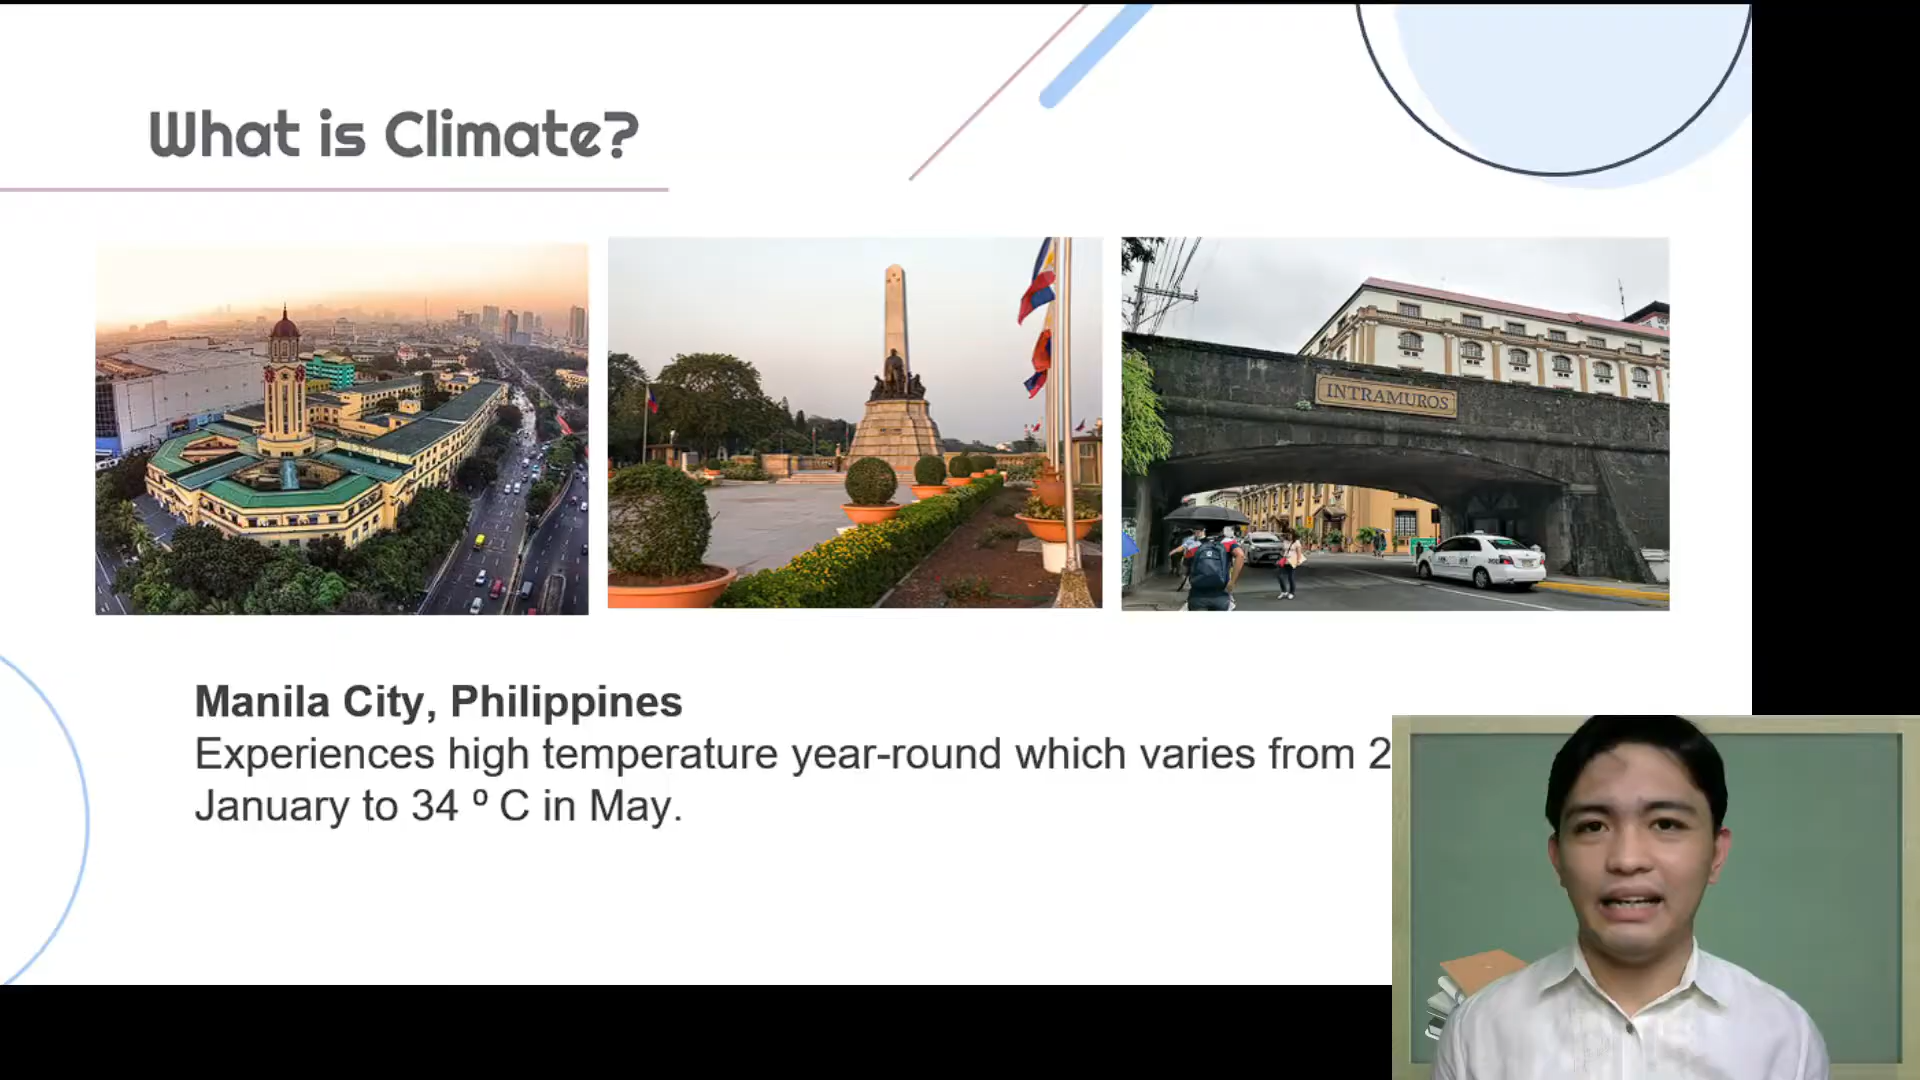 What is Climate?
INTRAMUROS
Manila City, Philippines
Experiences high temperature year-round which varies from 2
January to 34 º C in May.